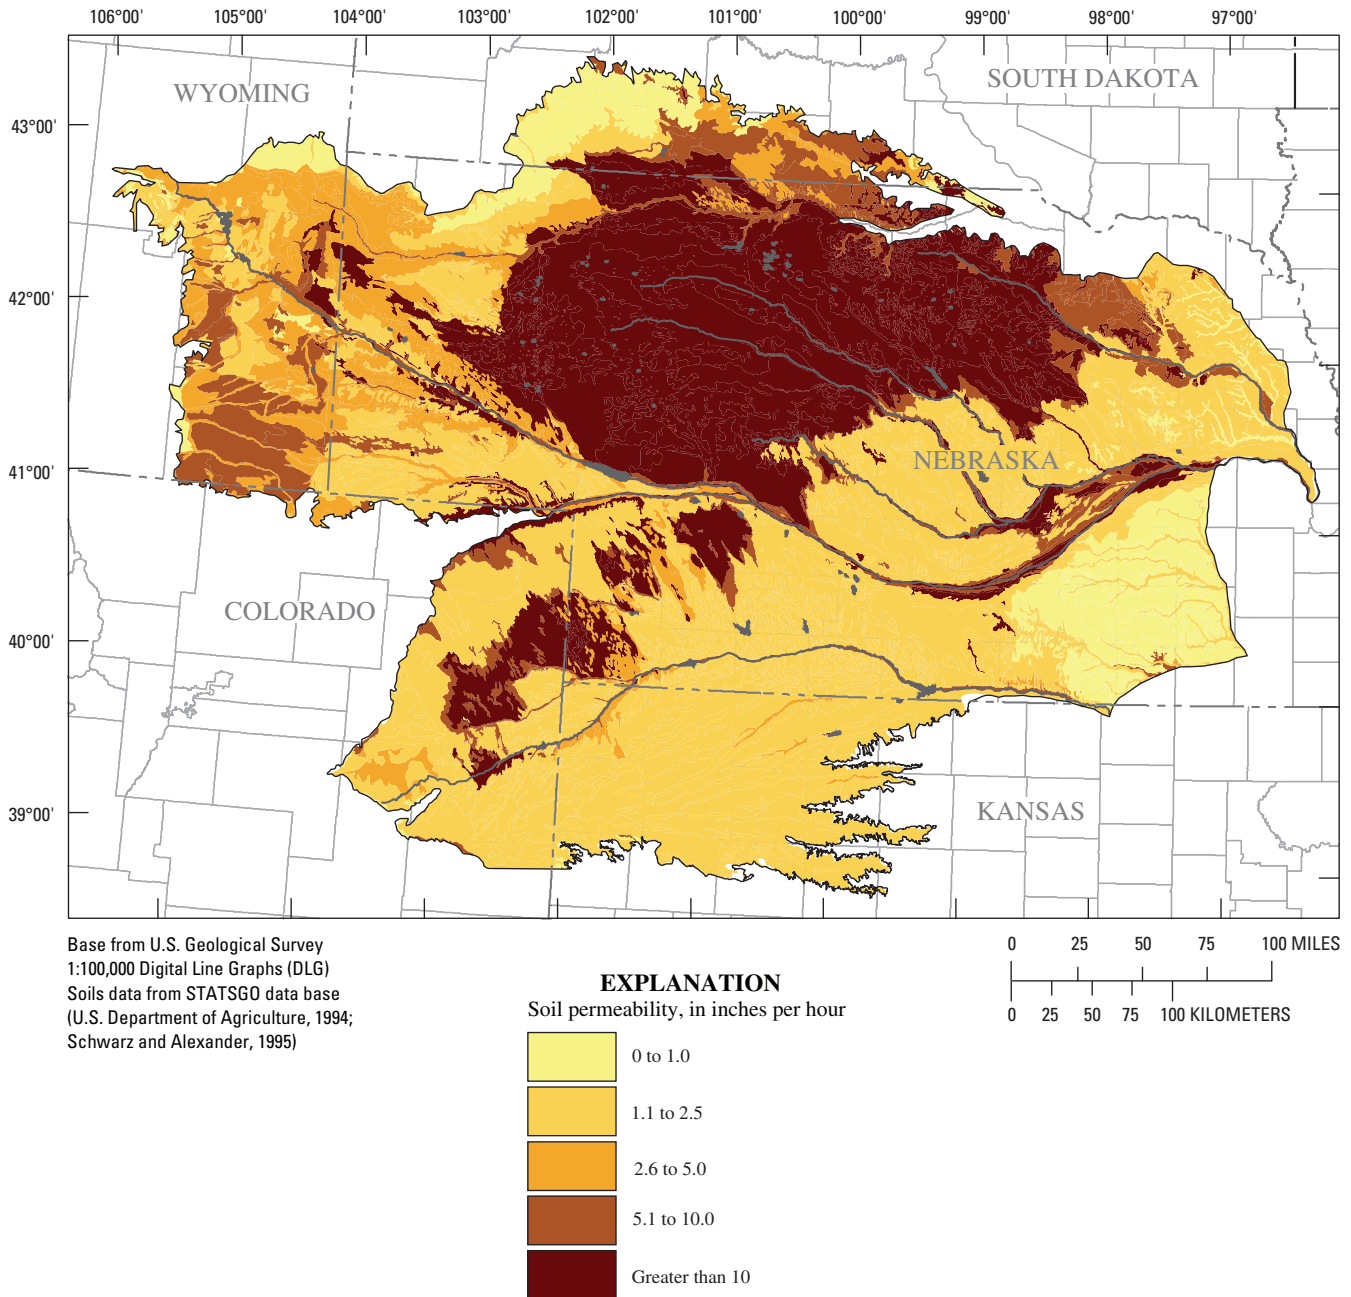 106°00' 105°00' 104°00' 103°00' 102°00' 101°00' 100°00' 99°00' 98°00' 97°00'
WYOMING
SOUTH DAKOTA
43°00'
42°00'
NEBRASKA
41°00'
COLORADO
40°00'
KANSAS
39°00'
Base from U.S. Geological Survey
1:100,000 Digital Line Graphs (DLG)
Soils data from STATSGO data base
(U.S. Department of Agriculture, 1994;
Schwarz and Alexander, 1995)
0 25 50 75 100 MILES
0 25 50 75 100 KILOMETERS
EXPLANATION
Soil permeability, in inches per hour
0 to 1.0
1.1 to 2.5
2.6 to 5.0
5.1 to 10.0
Greater than 10